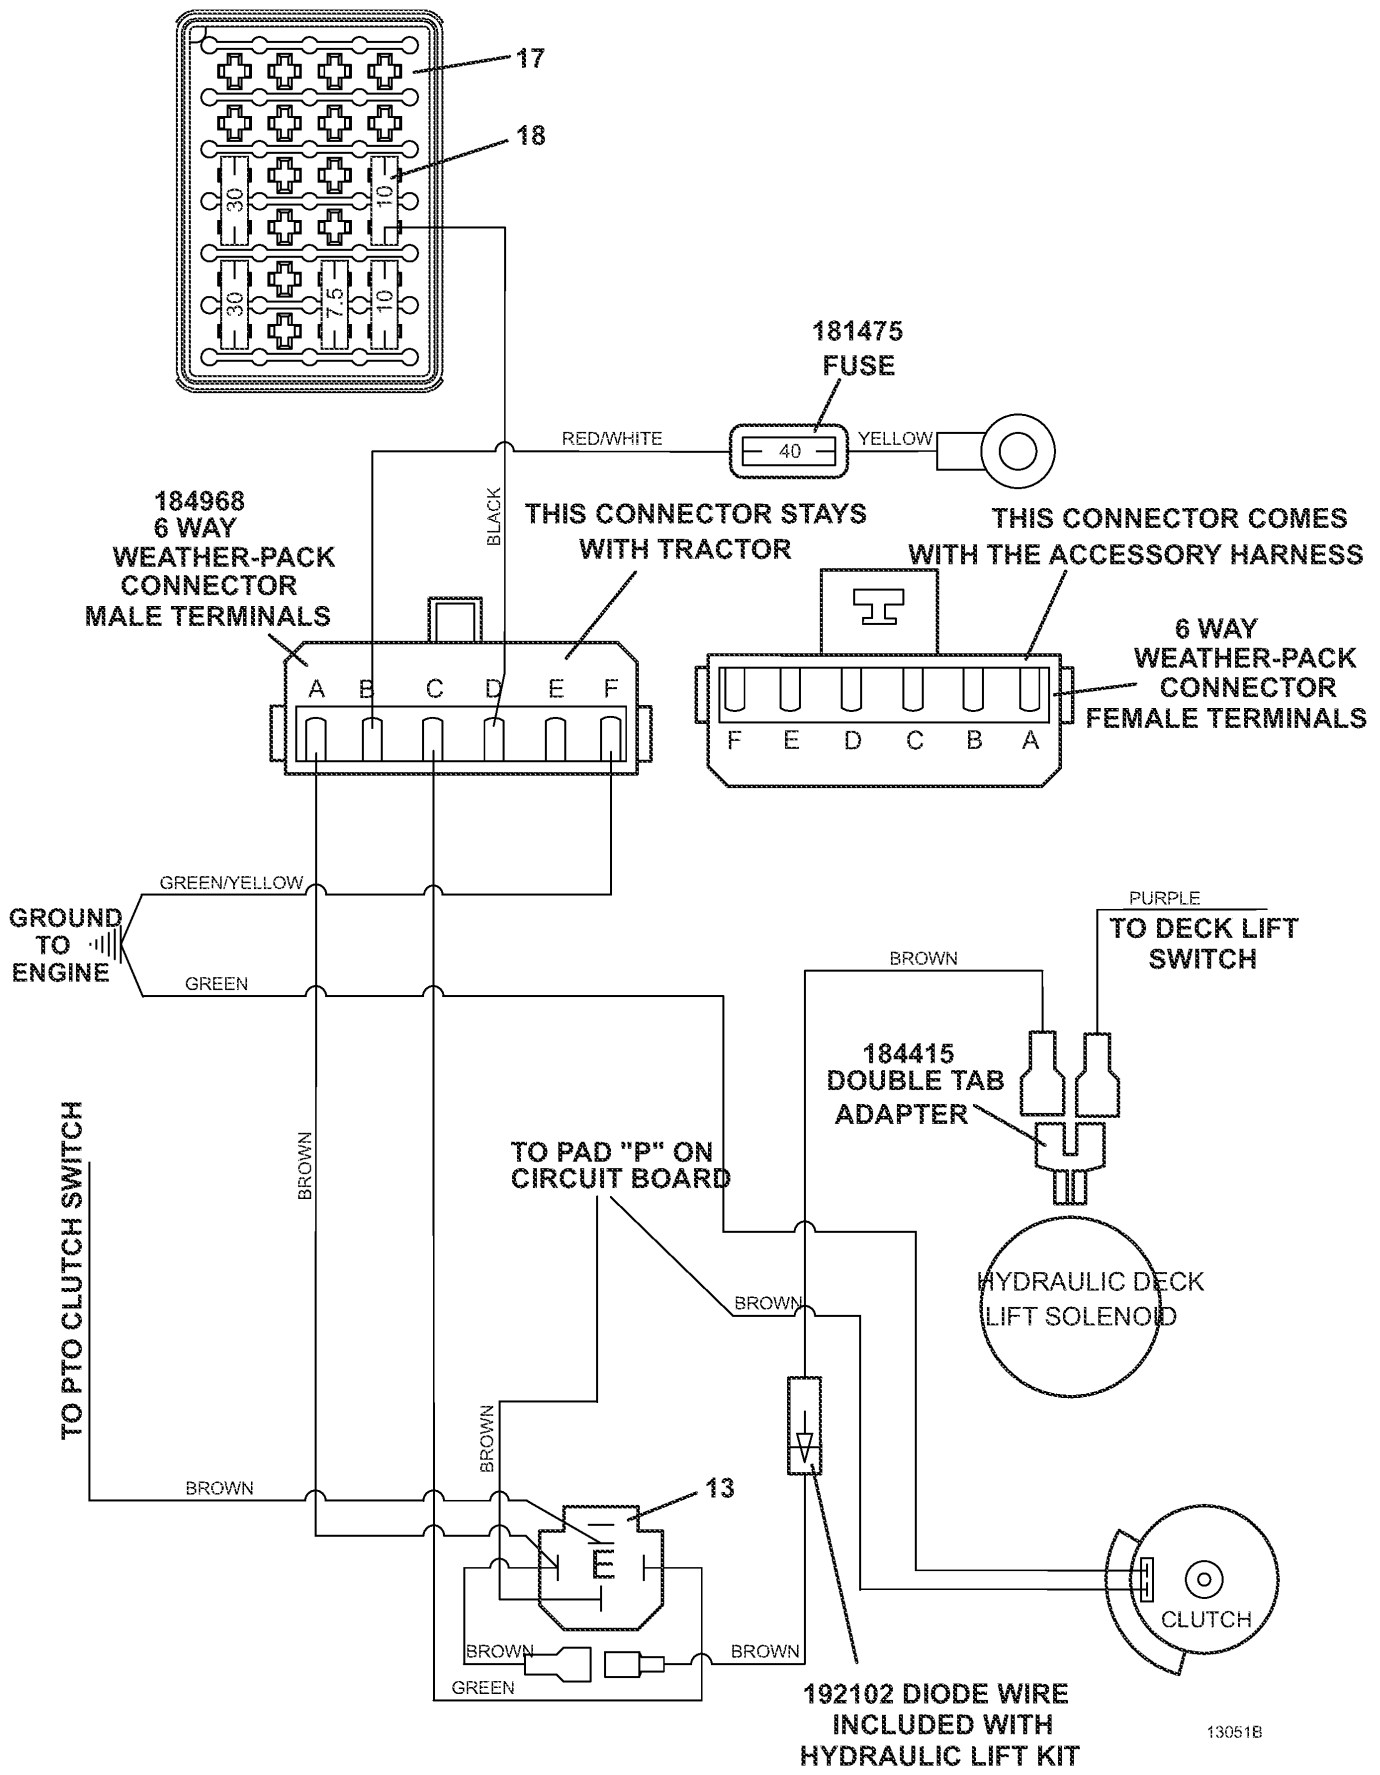 17
18
30
10
30
7.5
10
181475
FUSE
RED/WHITE
40
YELLOW
BLACK
184968
6 WAY
WEATHER-PACK
CONNECTOR
MALE TERMINALS
THIS CONNECTOR STAYS
WITH TRACTOR
THIS CONNECTOR COMES
WITH THE ACCESSORY HARNESS
6 WAY
WEATHER-PACK
CONNECTOR
FEMALE TERMINALS
A B C D E F
F E D C B A
GREEN/YELLOW
GROUND
TO
ENGINE
GREEN
PURPLE
TO DECK LIFT
SWITCH
BROWN
184415
DOUBLE TAB
ADAPTER
TO PTO CLUTCH SWITCH
BROWN
TO PAD "P" ON
CIRCUIT BOARD
HYDRAULIC DECK
LIFT SOLENOID
BROWN
BROWN
BROWN
13
E
CLUTCH
BROWN
BROWN
GREEN
192102 DIODE WIRE
INCLUDED WITH
HYDRAULIC LIFT KIT
13051B